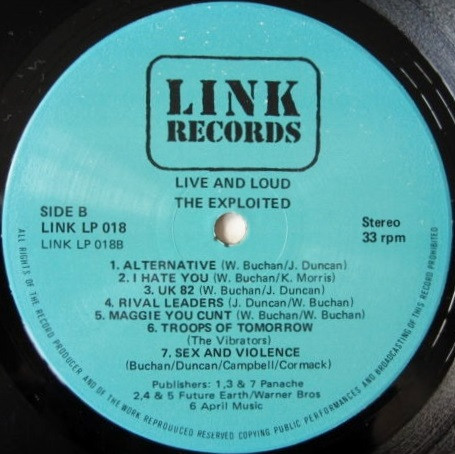 LINK
RECORDS
LIVE AND LOUD
THE EXPLOITED
SIDE B
LINK LP 018
LINK LP 018B
Stereo
33 rpm
1. ALTERNATIVE (W. Buchan/J. Duncan)
2. I HATE YOU (W. Buchan/K. Morris)
3. UK 82 (W. Buchan/J. Duncan)
4. RIVAL LEADERS (J. Duncan/W. Buchan)
5. MAGGIE YOU CUNT (W. Buchan/W. Buchan)
6. TROOPS OF TOMORROW
(The Vibrators)
7. SEX AND VIOLENCE
(Buchan/Duncan/Campbell/Cormack)
Publishers: 1,3 & 7 Panache
2,4 & 5 Future Earth/Warner Bros
6 April Music
ALL RIGHTS OF THE RECORD PRODUCER AND OF THE WORK REPROUUCED RESERVED COPYING PUBLIC PERFORMANCES AND BROADCASTING OF THIS RECORD PROHIBITED